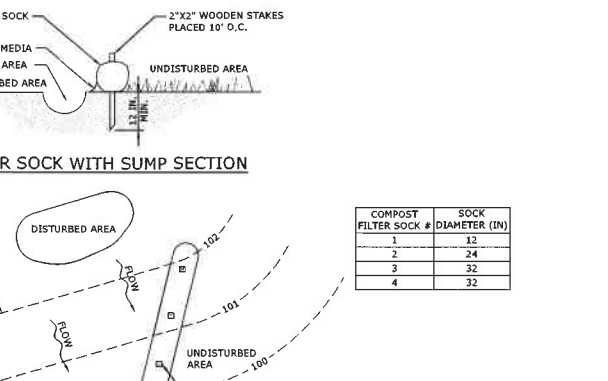 SOCK
2"X2" WOODEN STAKES
PLACED 10' O.C.
MEDIA
AREA
BED AREA
UNDISTURBED AREA
12 IN.
MIN.
R SOCK WITH SUMP SECTION
DISTURBED AREA
FLOW
FLOW
102
101
100
UNDISTURBED
AREA
COMPOST
FILTER SOCK #
SOCK
DIAMETER (IN)
1 12
2 24
3 32
4 32